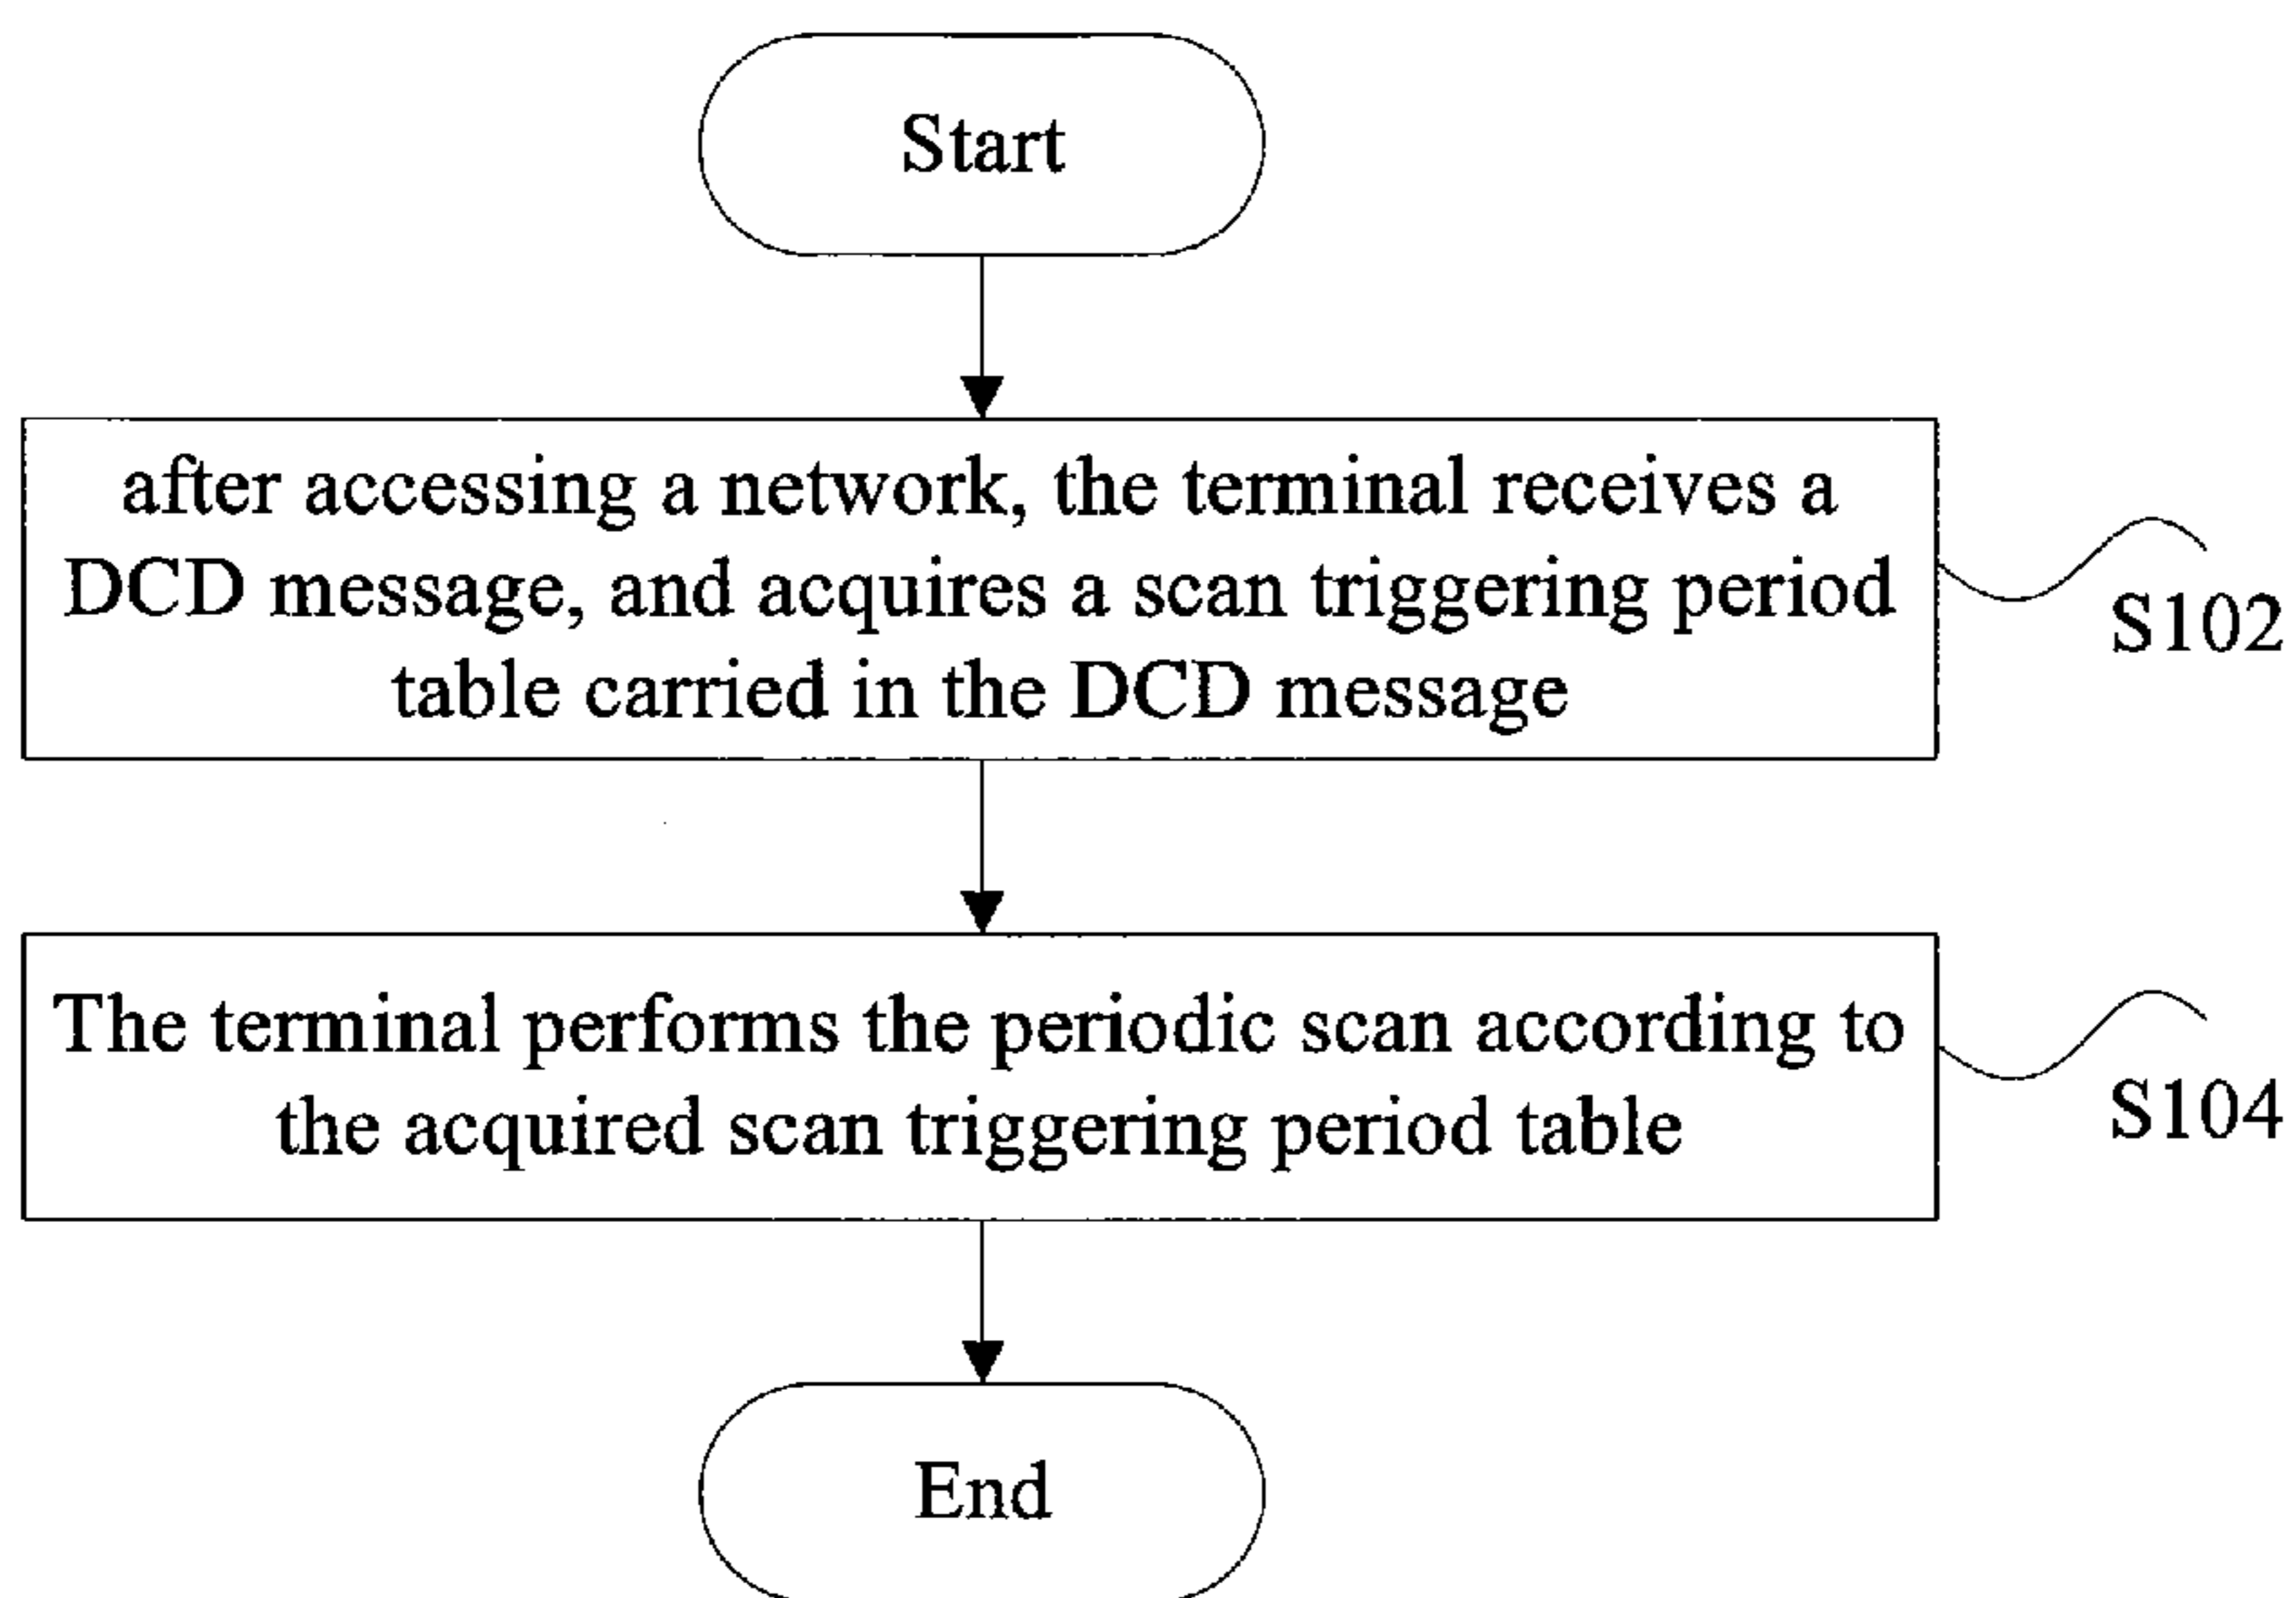 Start
after accessing a network, the terminal receives a
DCD message, and acquires a scan triggering period
table carried in the DCD message
S102
The terminal performs the periodic scan according to
the acquired scan triggering period table
S104
End